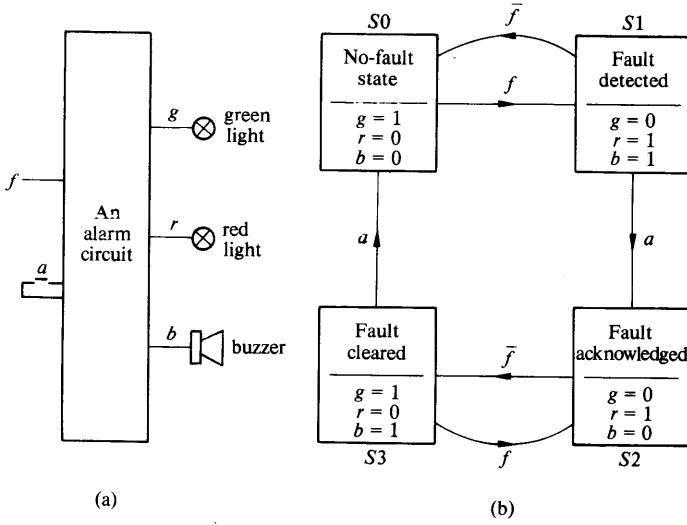 g
green
light
f
An
alarm
circuit
r
red
light
a
b
buzzer
(a)
S0
No-fault
state
g = 1
r = 0
b = 0
f̄
f
S1
Fault
detected
g = 0
r = 1
b = 1
a
a
Fault
cleared
g = 1
r = 0
b = 1
S3
f̄
f
Fault
acknowledged
g = 0
r = 1
b = 0
S2
(b)